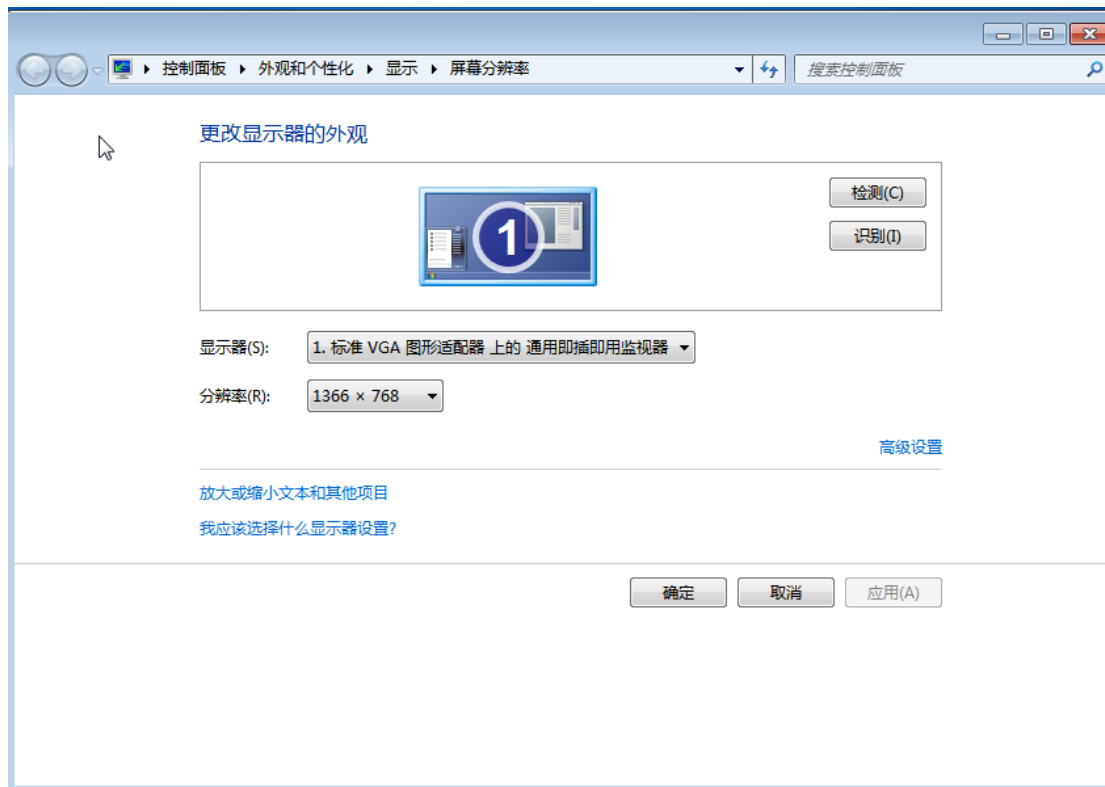 控制面板 外观和个性化 显示 屏幕分辨率 搜索控制面板
更改显示器的外观
1
检测(C)
识别(I)
显示器(S): 1. 标准 VGA 图形适配器 上的 通用即插即用监视器
分辨率(R): 1366 × 768
高级设置
放大或缩小文本和其他项目
我应该选择什么显示器设置?
确定 取消 应用(A)